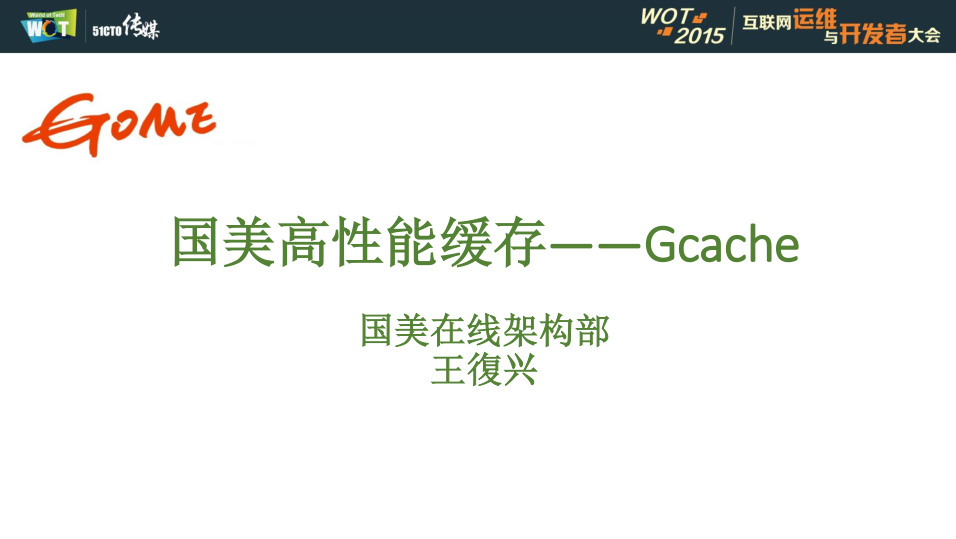 World of Tech
WOT
51CTO传媒
WOT
2015
互联网运维
与开发者大会
GOME
国美高性能缓存——Gcache
国美在线架构部
王復兴